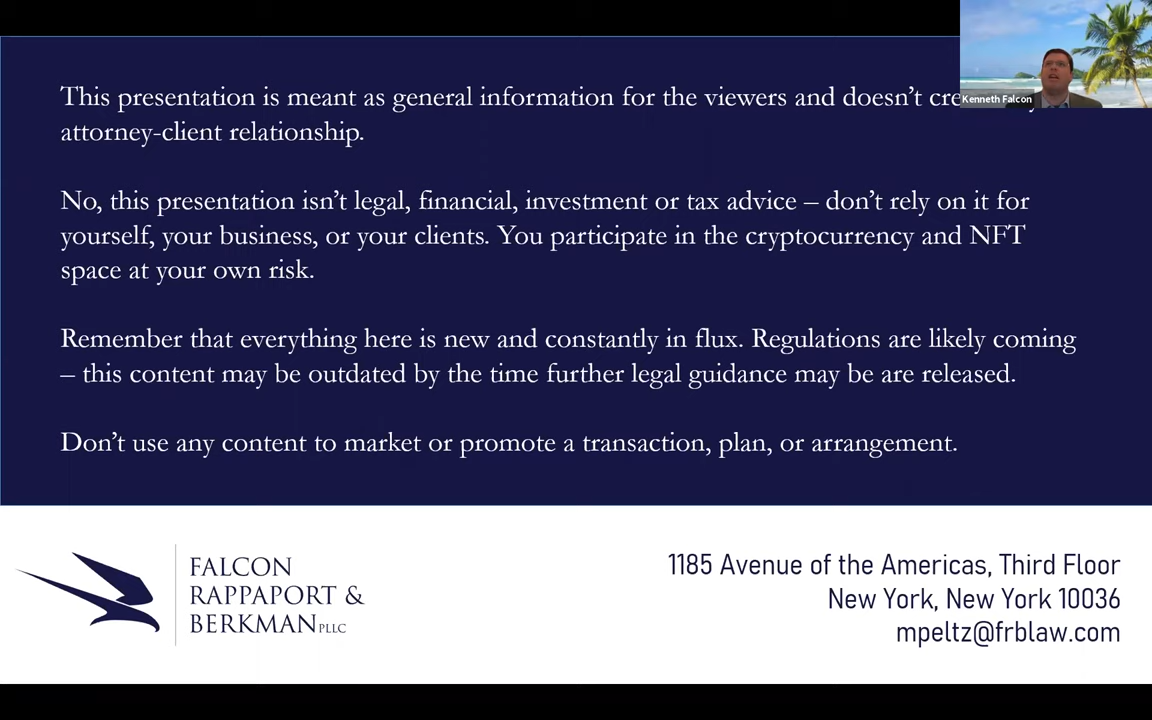 This presentation is meant as general information for the viewers and doesn't
Kenneth Falcon
attorney-client relationship.
No, this presentation isn't legal, financial, investment or tax advice – don't rely on it for
yourself, your business, or your clients. You participate in the cryptocurrency and NFT
space at your own risk.
Remember that everything here is new and constantly in flux. Regulations are likely coming
– this content may be outdated by the time further legal guidance may be are released.
Don't use any content to market or promote a transaction, plan, or arrangement.
FALCON
RAPPAPORT &
BERKMAN PLLC
1185 Avenue of the Americas, Third Floor
New York, New York 10036
mpeltz@frblaw.com